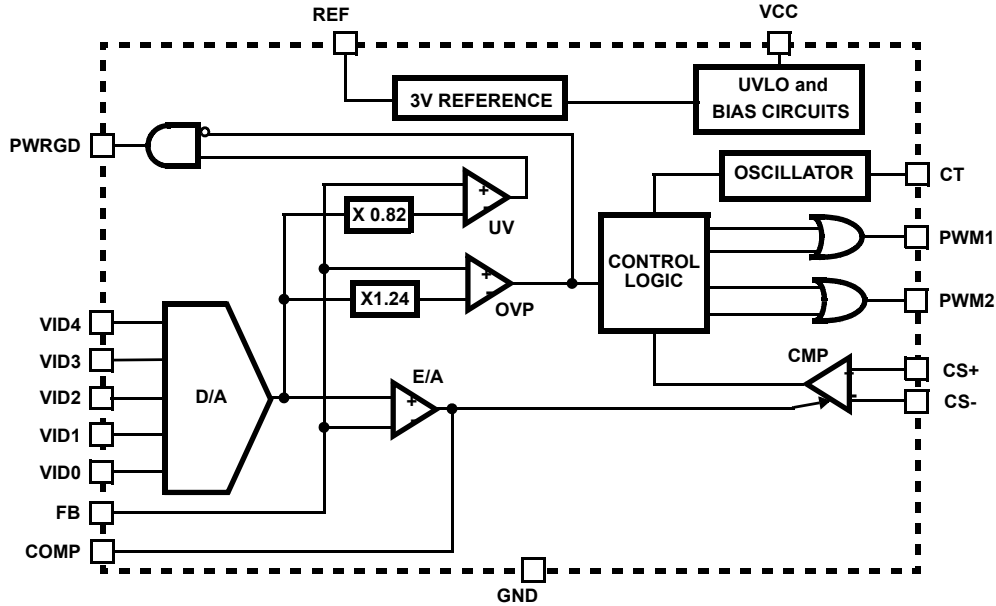 REF
VCC
3V REFERENCE
UVLO and
BIAS CIRCUITS
PWRGD
OSCILLATOR
CT
X 0.82
+
-
UV
PWM1
CONTROL
LOGIC
X1.24
+
-
OVP
PWM2
VID4
VID3
VID2
VID1
VID0
D/A
E/A
+
-
CMP
+
-
CS+
CS-
FB
COMP
GND